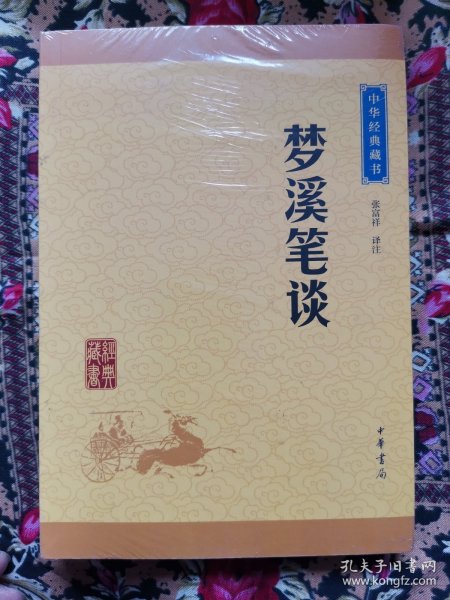 中华经典藏书
梦溪笔谈
张富祥 译注
經典
藏書
中華書局
孔夫子旧书网
www.kongfz.com